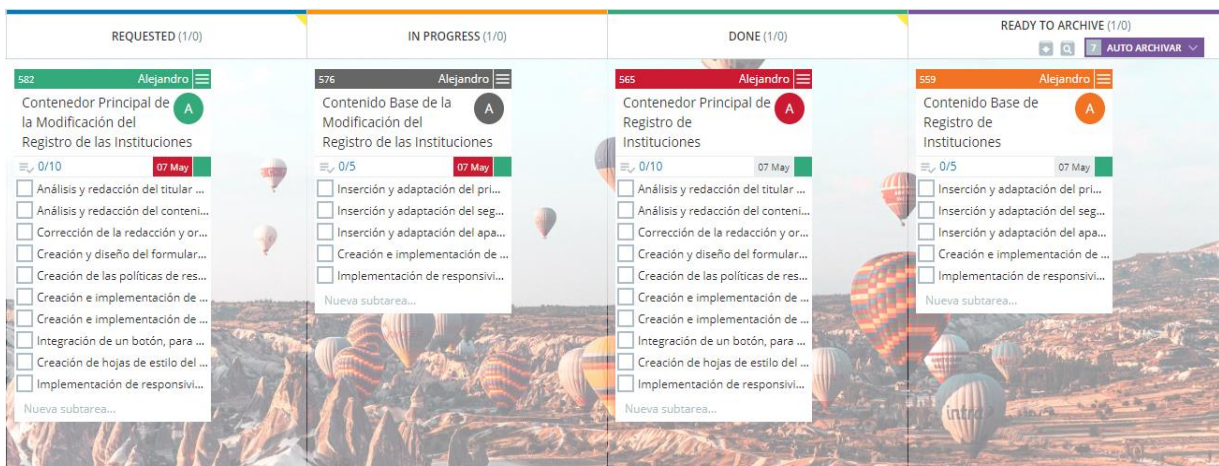 REQUESTED (1/0)
IN PROGRESS (1/0)
DONE (1/0)
READY TO ARCHIVE (1/0)
7 AUTO ARCHIVAR
582 Alejandro
Contenedor Principal de
la Modificación del
Registro de las Instituciones
A
0/10 07 May
Análisis y redacción del titular ...
Análisis y redacción del conteni...
Corrección de la redacción y or...
Creación y diseño del formular...
Creación de las políticas de res...
Creación e implementación de ...
Creación e implementación de ...
Integración de un botón, para ...
Creación de hojas de estilo del ...
Implementación de responsivi...
Nueva subtarea...
576 Alejandro
Contenido Base de la
Modificación del
Registro de las Instituciones
A
0/5 07 May
Inserción y adaptación del pri...
Inserción y adaptación del seg...
Inserción y adaptación del apa...
Creación e implementación de ...
Implementación de responsivi...
Nueva subtarea...
565 Alejandro
Contenedor Principal de
Registro de
Instituciones
A
0/10 07 May
Análisis y redacción del titular ...
Análisis y redacción del conteni...
Corrección de la redacción y or...
Creación y diseño del formular...
Creación de las políticas de res...
Creación e implementación de ...
Creación e implementación de ...
Integración de un botón, para ...
Creación de hojas de estilo del ...
Implementación de responsivi...
Nueva subtarea...
559 Alejandro
Contenido Base de
Registro de
Instituciones
A
0/5 07 May
Inserción y adaptación del pri...
Inserción y adaptación del seg...
Inserción y adaptación del apa...
Creación e implementación de ...
Implementación de responsivi...
Nueva subtarea...